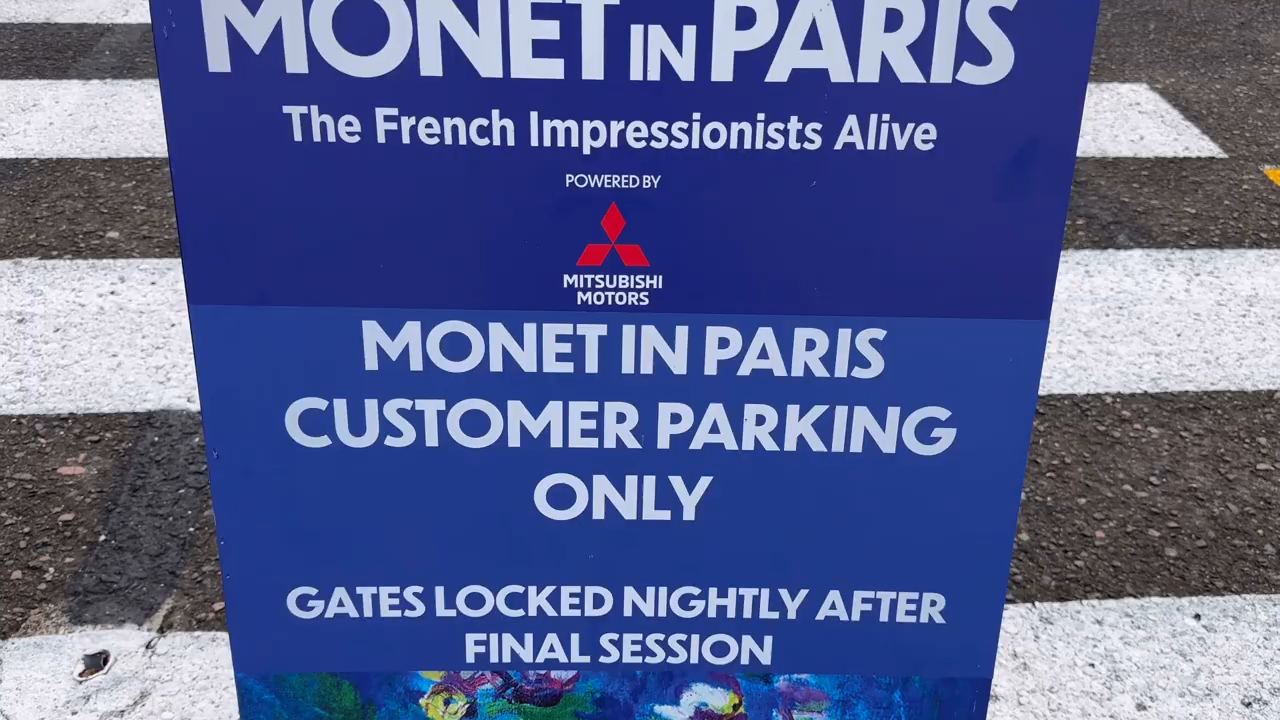 MONET IN PARIS
The French Impressionists Alive
POWERED BY
MITSUBISHI
MOTORS
MONET IN PARIS
CUSTOMER PARKING
ONLY
GATES LOCKED NIGHTLY AFTER
FINAL SESSION